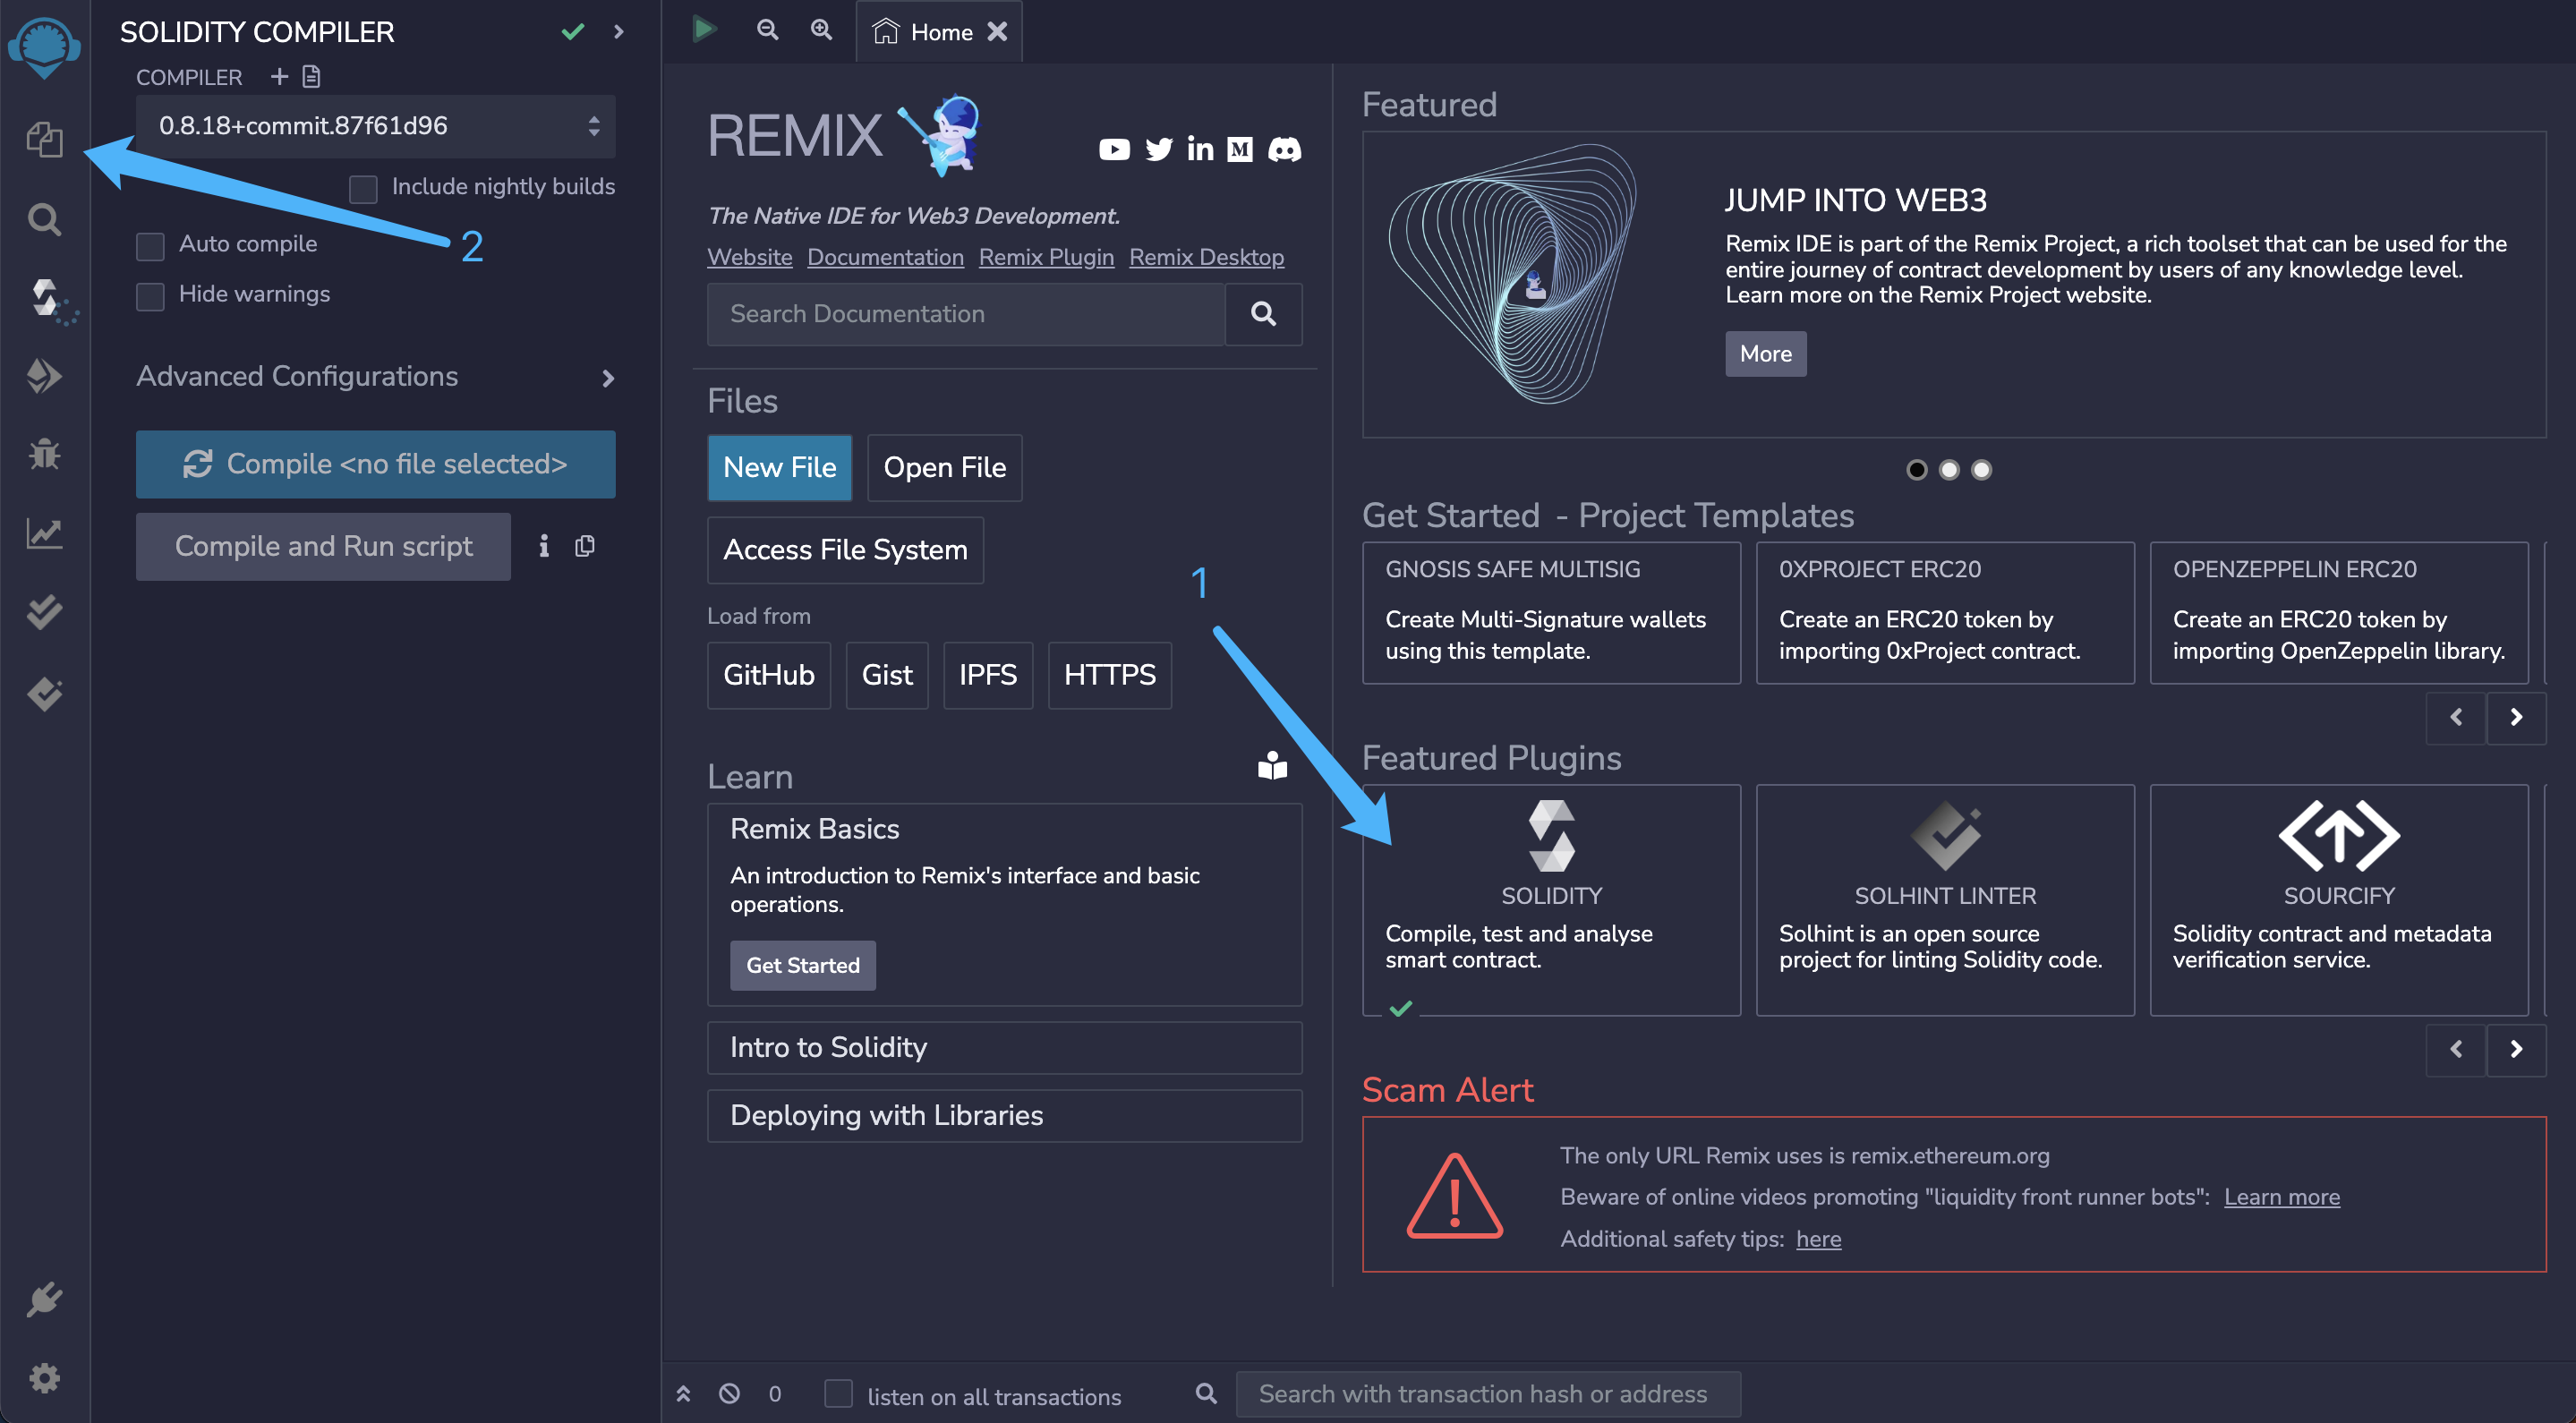 SOLIDITY COMPILER
COMPILER
0.8.18+commit.87f61d96
Include nightly builds
2
Auto compile
Hide warnings
Advanced Configurations
Compile <no file selected>
Compile and Run script
Home
REMIX
The Native IDE for Web3 Development.
Website Documentation Remix Plugin Remix Desktop
Search Documentation
Files
New File Open File
Access File System
Load from
GitHub Gist IPFS HTTPS
1
Learn
Remix Basics
An introduction to Remix's interface and basic
operations.
Get Started
Intro to Solidity
Deploying with Libraries
Featured
JUMP INTO WEB3
Remix IDE is part of the Remix Project, a rich toolset that can be used for the
entire journey of contract development by users of any knowledge level.
Learn more on the Remix Project website.
More
Get Started - Project Templates
GNOSIS SAFE MULTISIG
Create Multi-Signature wallets
using this template.
0XPROJECT ERC20
Create an ERC20 token by
importing 0xProject contract.
OPENZEPPELIN ERC20
Create an ERC20 token by
importing OpenZeppelin library.
Featured Plugins
SOLIDITY
Compile, test and analyse
smart contract.
SOLHINT LINTER
Solhint is an open source
project for linting Solidity code.
SOURCIFY
Solidity contract and metadata
verification service.
Scam Alert
The only URL Remix uses is remix.ethereum.org
Beware of online videos promoting "liquidity front runner bots": Learn more
Additional safety tips: here
0 listen on all transactions Search with transaction hash or address